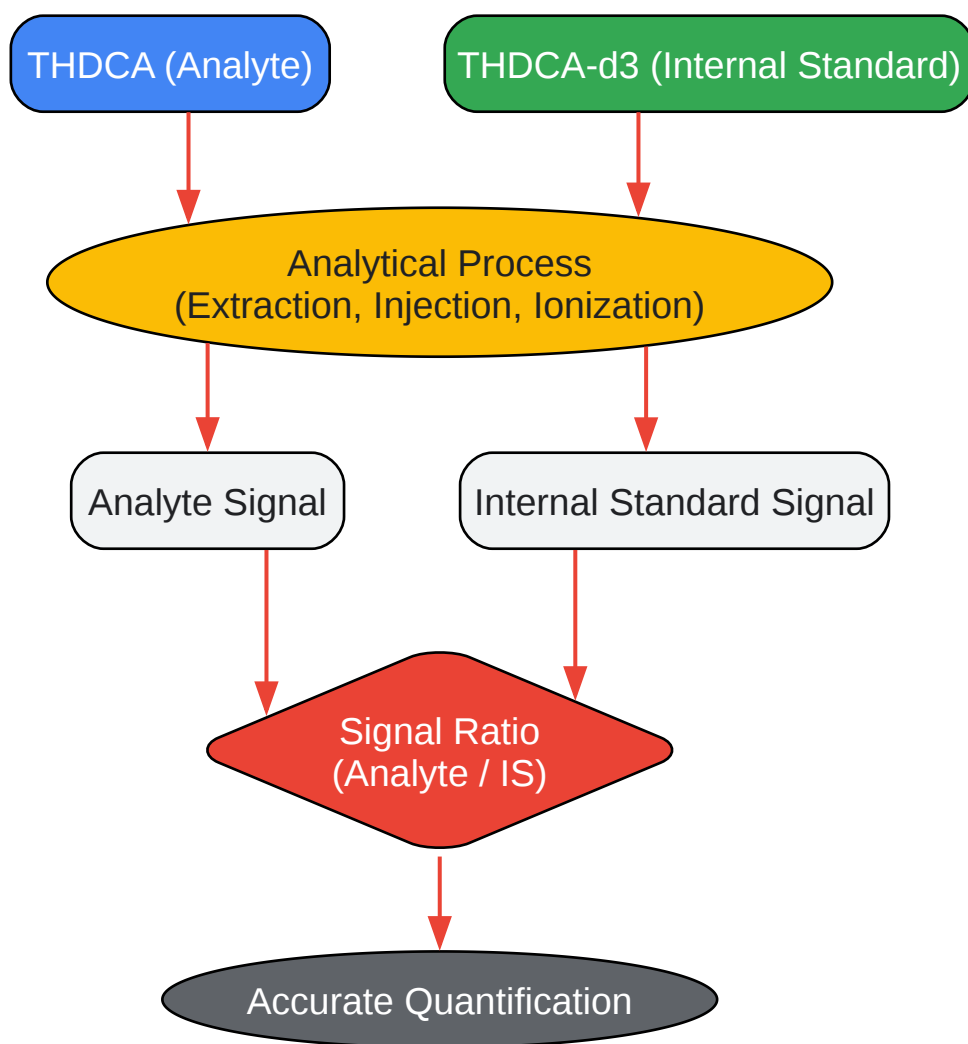 THDCA (Analyte)
THDCA-d3 (Internal Standard)
Analytical Process
(Extraction, Injection, Ionization)
Analyte Signal
Internal Standard Signal
Signal Ratio
(Analyte / IS)
Accurate Quantification